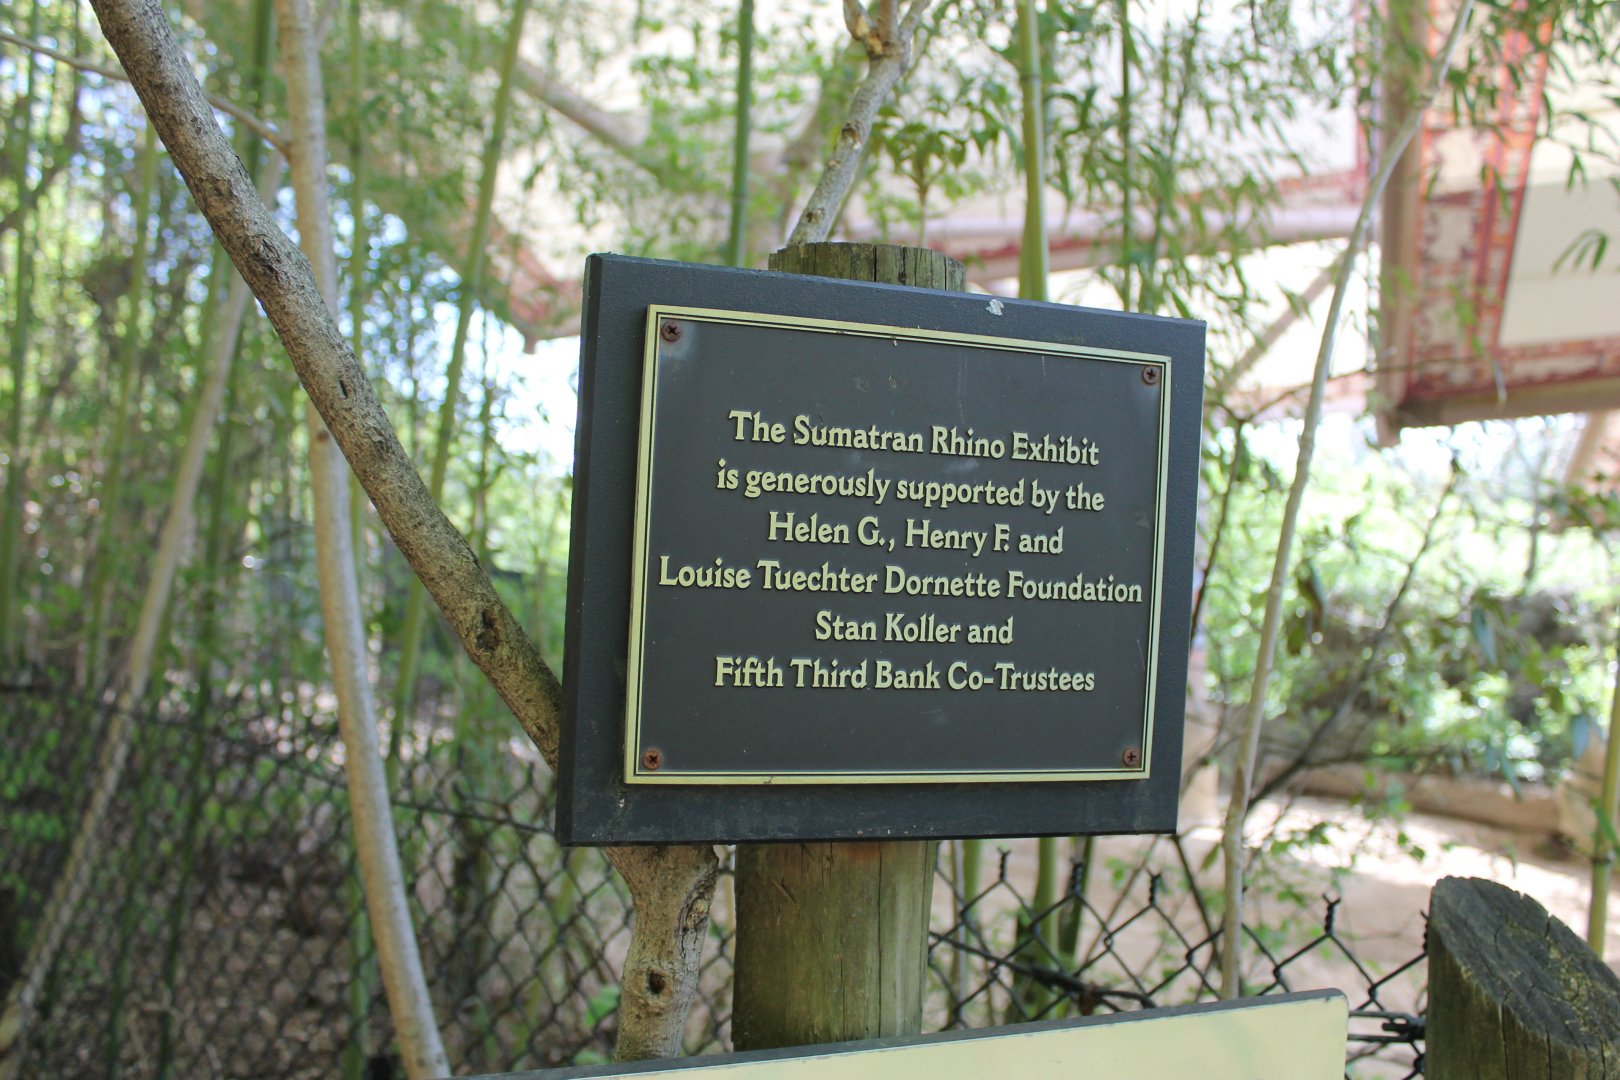 The Sumatran Rhino Exhibit
is generously supported by the
Helen G., Henry F. and
Louise Tuechter Dornette Foundation
Stan Koller and
Fifth Third Bank Co-Trustees